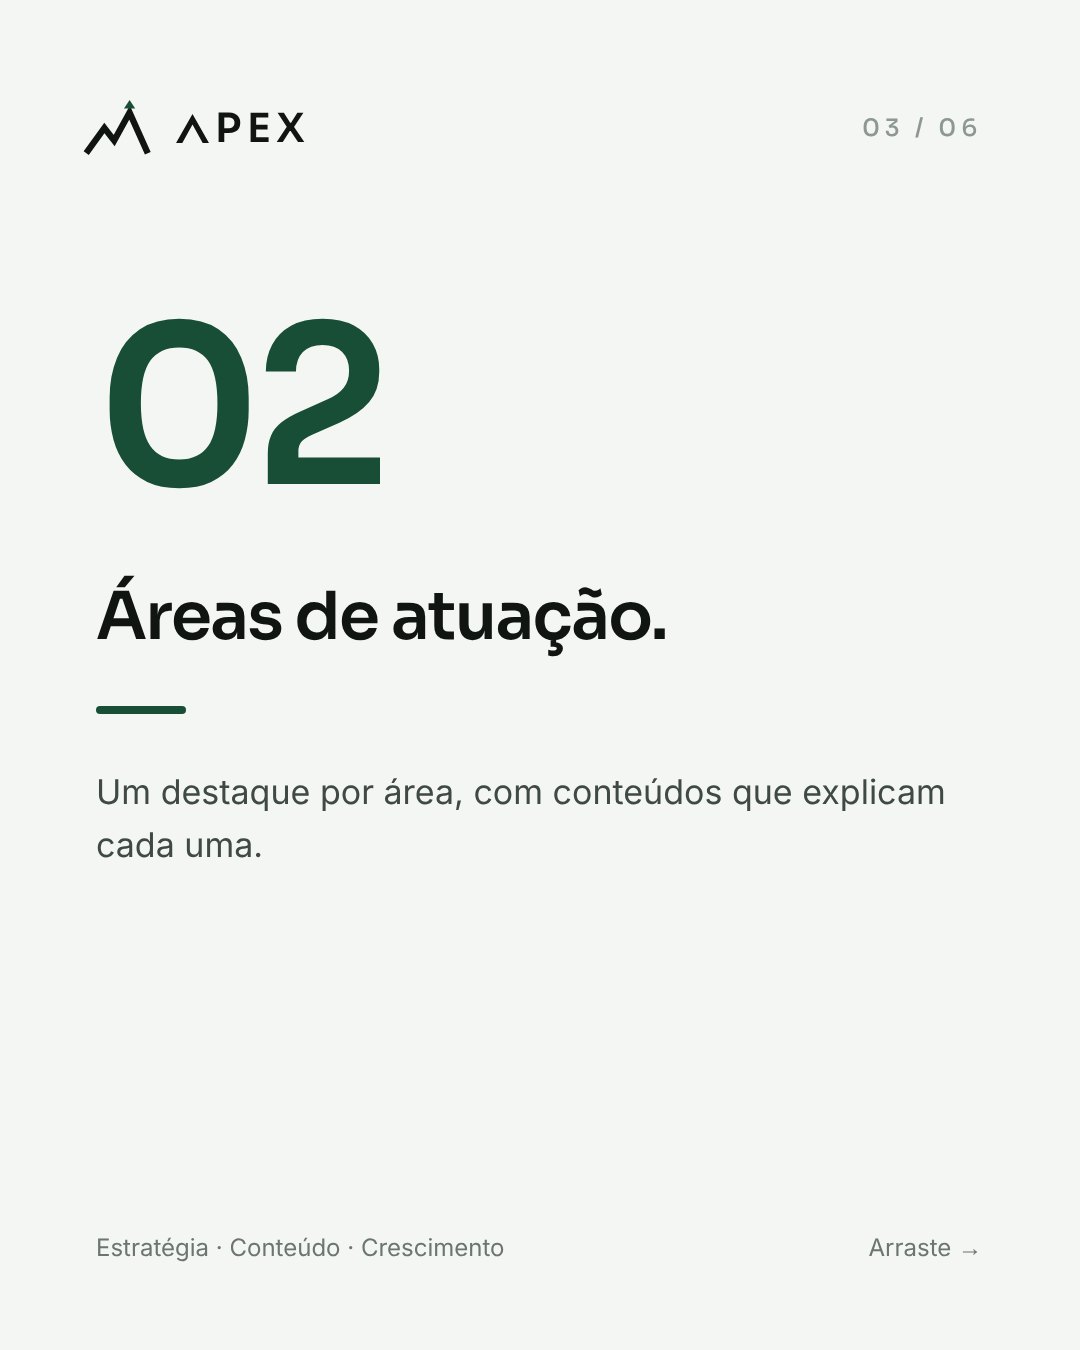 APEX
03 / 06
02
Áreas de atuação.
Um destaque por área, com conteúdos que explicam
cada uma.
Estratégia · Conteúdo · Crescimento
Arraste →